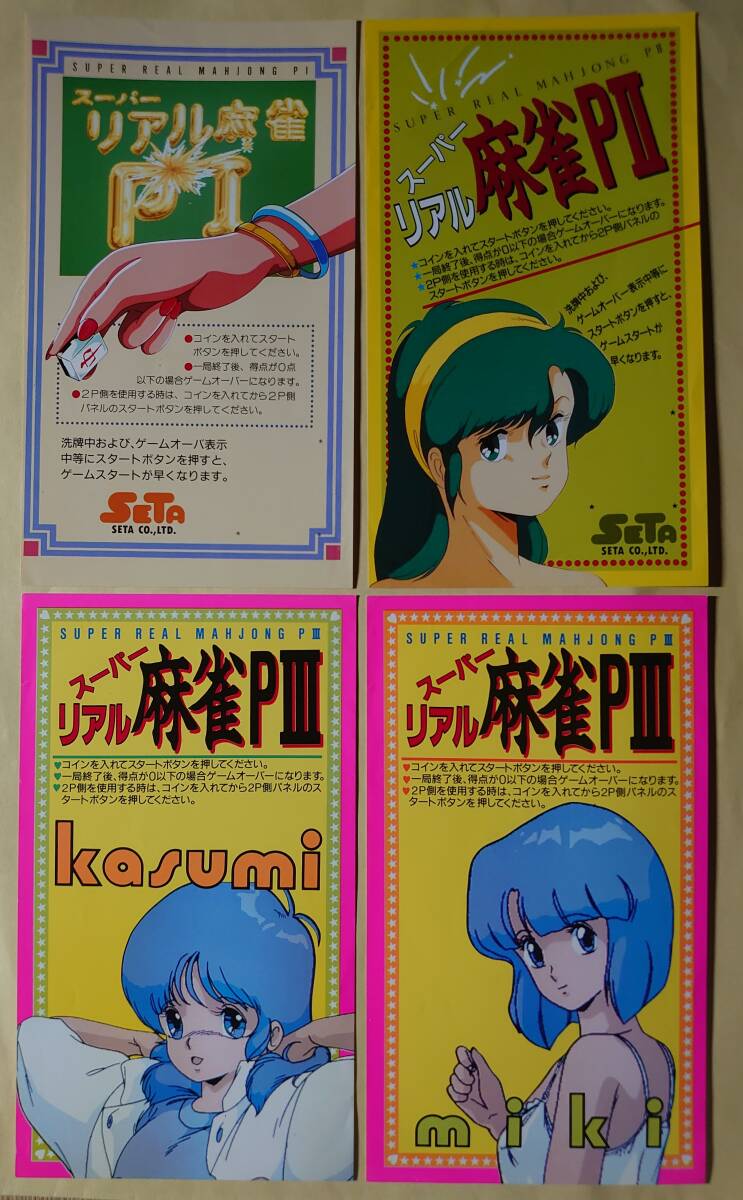 SUPER REAL MAHJONG PI
スーパー
リアル麻雀
PI
中
●コインを入れてスタート
ボタンを押してください。
●一局終了後、得点が0点
以下の場合ゲームオーバーになります。
●2P側を使用する時は、コインを入れてから2P側
パネルのスタートボタンを押してください。
洗牌中および、ゲームオーバ表示
中等にスタートボタンを押すと、
ゲームスタートが早くなります。
SETA
SETA CO.,LTD.
SUPER REAL MAHJONG PII
スーパー
リアル
麻雀PII
★コインを入れてスタートボタンを押してください。
★一局終了後、得点が0以下の場合ゲームオーバーになります。
★2P側を使用する時は、コインを入れてから2P側パネルの
スタートボタンを押してください。
洗牌中および、
ゲームオーバー表示中等に
スタートボタンを押すと、
ゲームスタートが
早くなります。
SETA
SETA CO.,LTD.
SUPER REAL MAHJONG PIII
スーパー
リアル
麻雀PIII
♥コインを入れてスタートボタンを押してください。
♥一局終了後、得点が0以下の場合ゲームオーバーになります。
♥2P側を使用する時は、コインを入れてから2P側パネルのス
タートボタンを押してください。
kasumi
SUPER REAL MAHJONG PIII
スーパー
リアル
麻雀PIII
♥コインを入れてスタートボタンを押してください。
♥一局終了後、得点が0以下の場合ゲームオーバーになります。
♥2P側を使用する時は、コインを入れてから2P側パネルのス
タートボタンを押してください。
miki